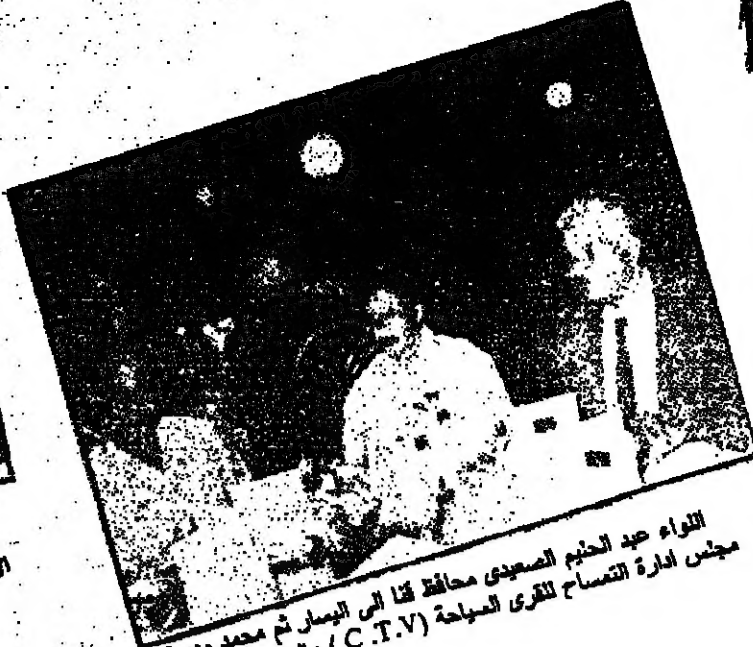 اللواء عبد الحليم الصعيدى محافظ قنا الى اليسار ثم محمد
مجلس ادارة التمساح للقرى السياحة (C.T.V)